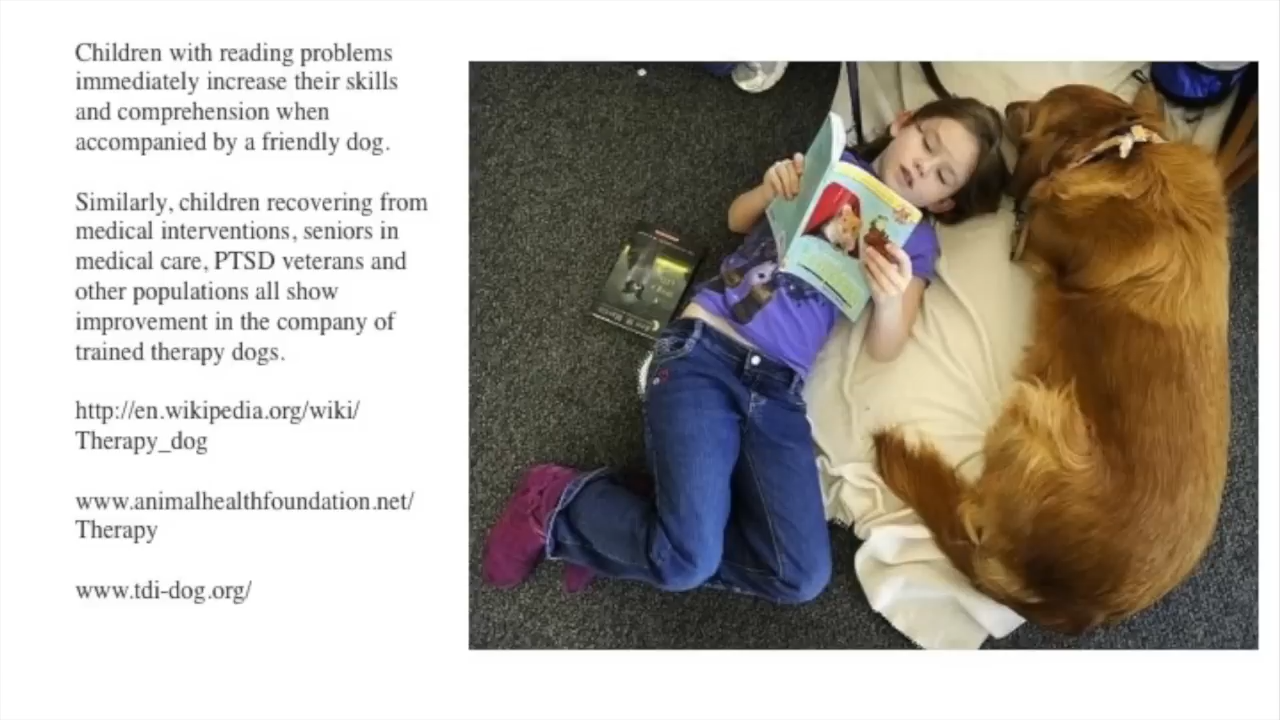 Children with reading problems
immediately increase their skills
and comprehension when
accompanied by a friendly dog.
Similarly, children recovering from
medical interventions, seniors in
medical care, PTSD veterans and
other populations all show
improvement in the company of
trained therapy dogs.
http://en.wikipedia.org/wiki/
Therapy_dog
www.animalhealthfoundation.net/
Therapy
www.tdi-dog.org/